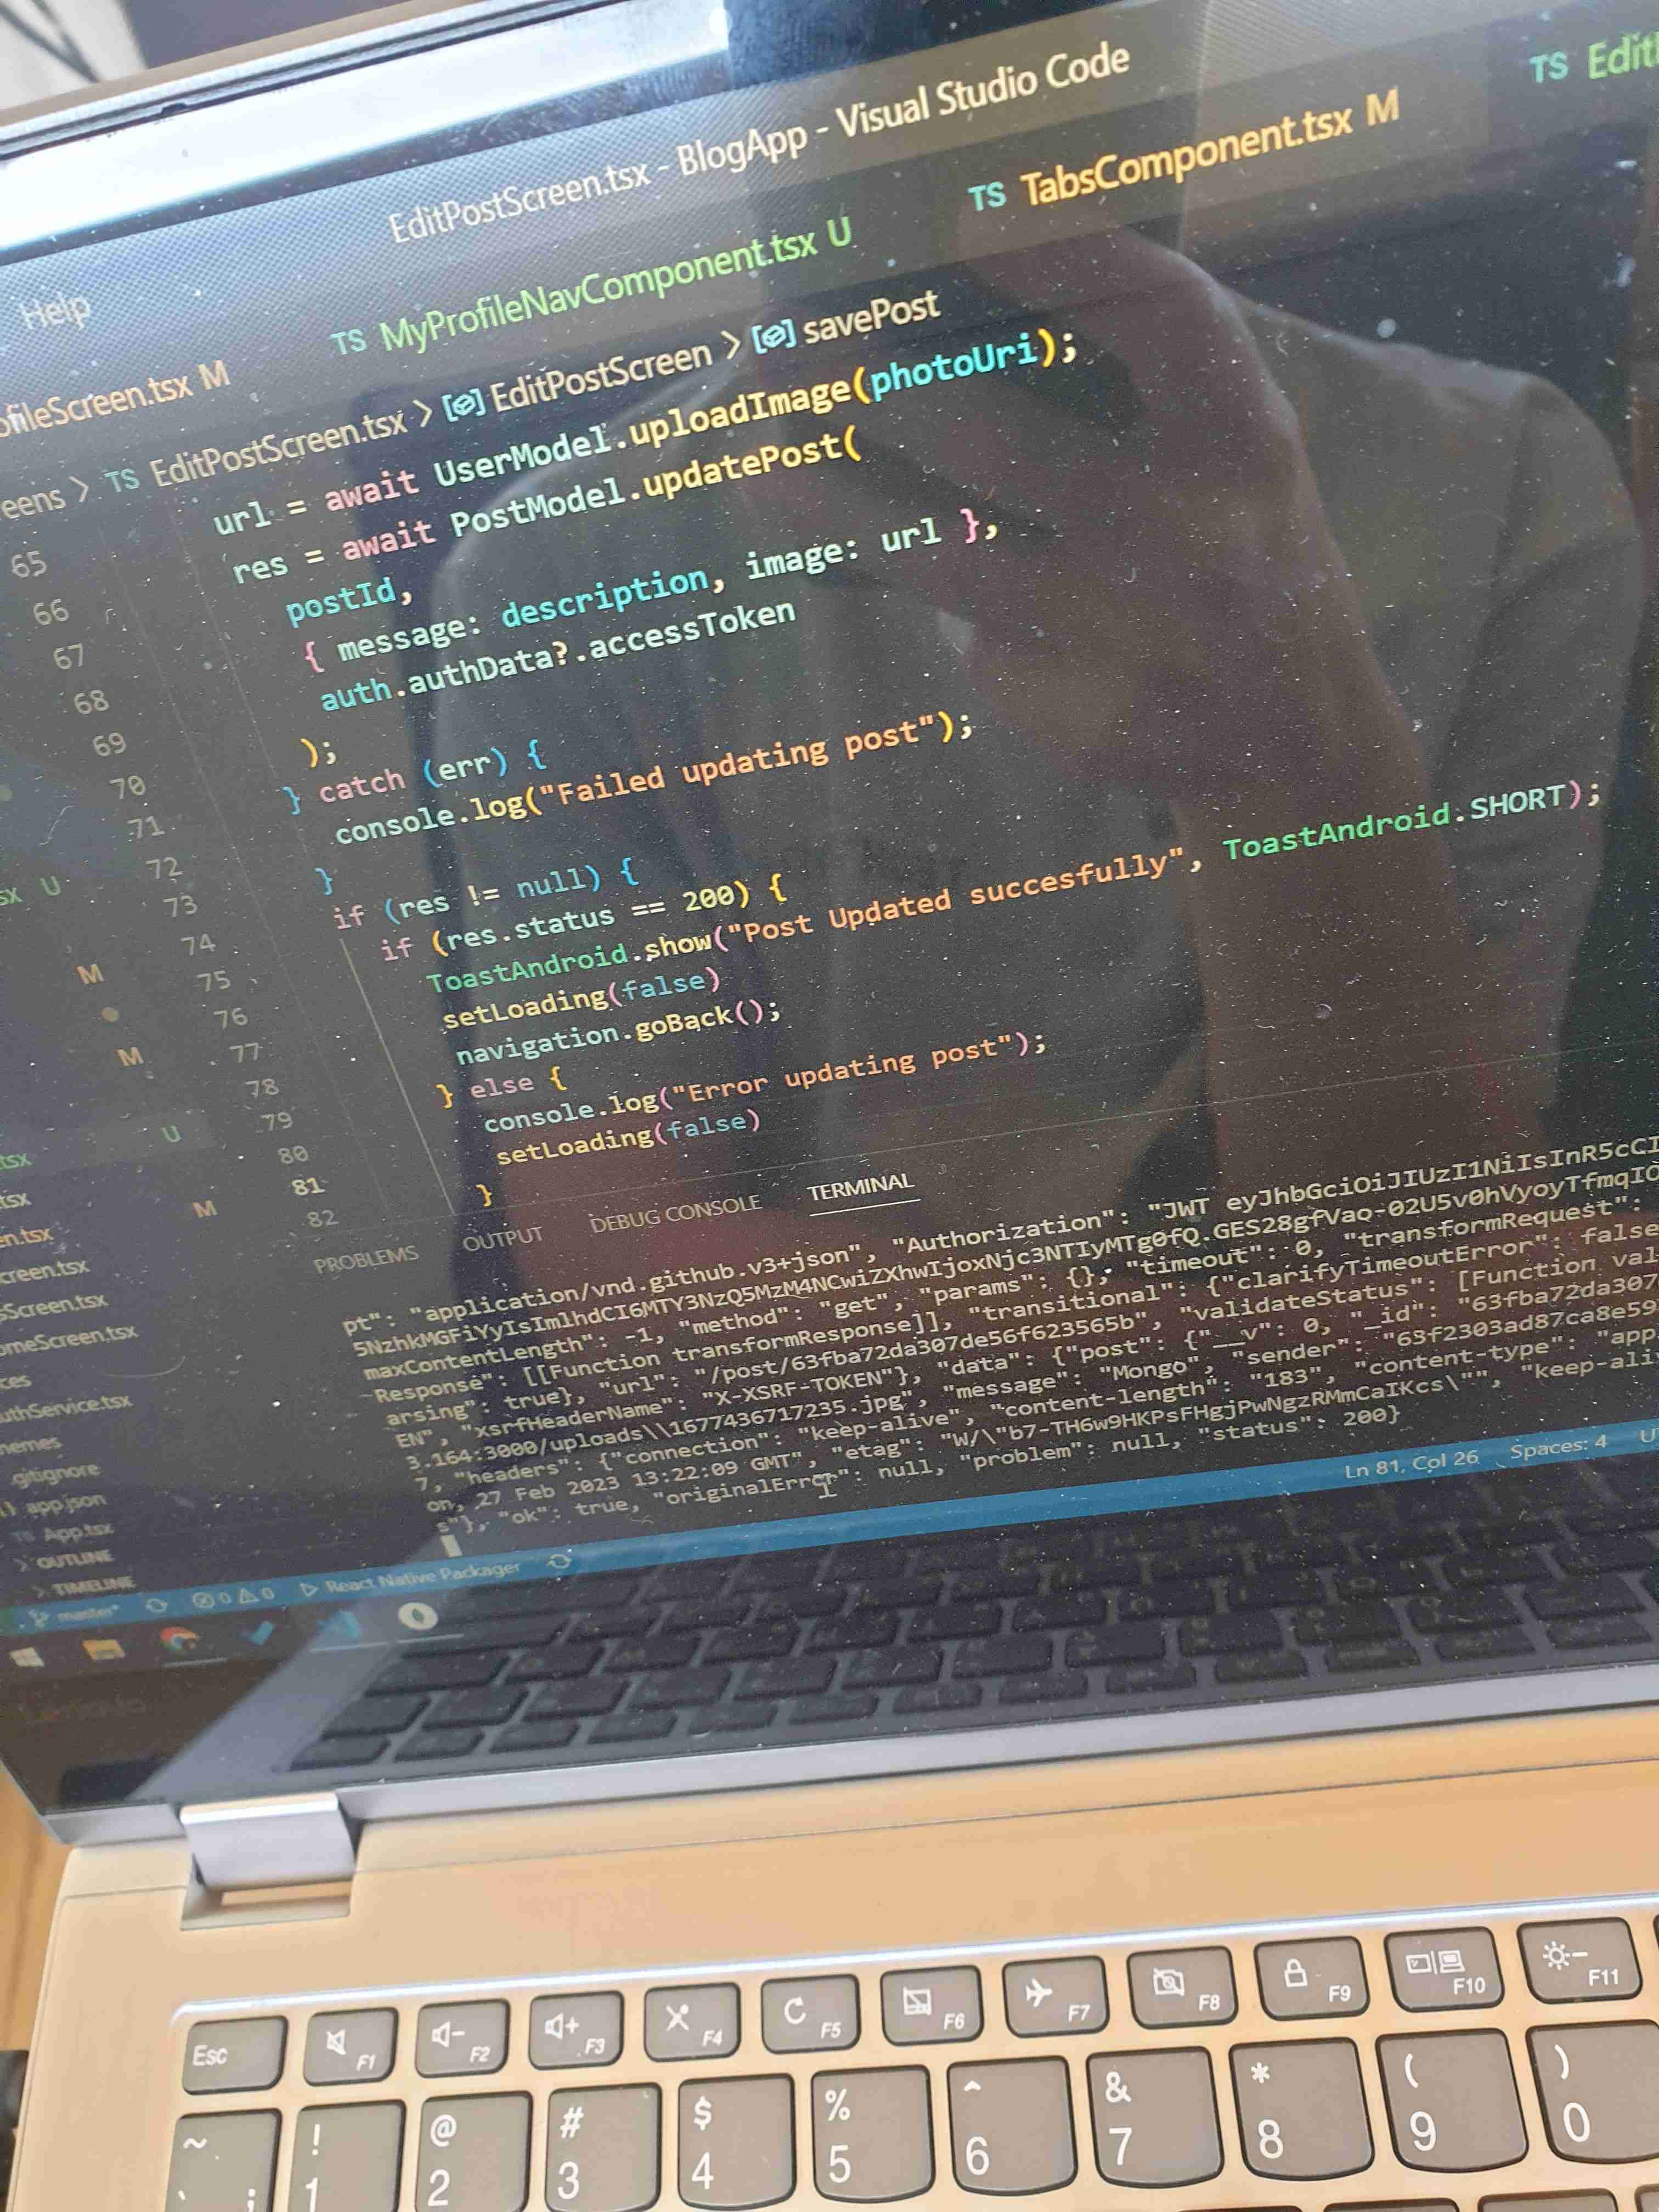 Help
EditPostScreen.tsx - BlogApp - Visual Studio Code
ofileScreen.tsx M
TS MyProfileNavComponent.tsx U
TS TabsComponent.tsx M
TS Edit
eens > TS EditPostScreen.tsx > EditPostScreen > savePost
65 url = await UserModel.uploadImage(photoUri);
66 res = await PostModel.updatePost(
67 postId,
68 { message: description, image: url },
69 auth.authData?.accessToken
70 );
71 } catch (err) {
72 console.log("Failed updating post");
73 }
74 if (res != null) {
75 if (res.status == 200) {
76 ToastAndroid.show("Post Updated succesfully", ToastAndroid.SHORT);
77 setLoading(false)
78 navigation.goBack();
79 } else {
80 console.log("Error updating post");
81 setLoading(false)
82 }
sx U
M
M
U
M
tsx
tsx
en.tsx
creen.tsx
sScreen.tsx
omeScreen.tsx
ces
uthService.tsx
hemes
.gitignore
{} app.json
TS App.tsx
> OUTLINE
> TIMELINE
PROBLEMS OUTPUT DEBUG CONSOLE TERMINAL
pt": "application/vnd.github.v3+json", "Authorization": "JWT eyJhbGciOiJIUzI1NiIsInR5cCI
maxContentLength": -1, "method": "get", "params": {}, "timeout": 0, "transformRequest":
Response": [[Function transformResponse]], "transitional": {"clarifyTimeoutError": false
arsing": true}, "url": "/post/63fba72da307de56f623565b", "validateStatus": [Function val
EN", "xsrfHeaderName": "X-XSRF-TOKEN"}, "data": {"post": {"__v": 0, "_id": "63fba72da307
3.164:3000/uploads\\1677436717235.jpg", "message": "Mongo", "sender": "63f2303ad87ca8e59
7, "headers": {"connection": "keep-alive", "content-length": "183", "content-type": "app
on, 27 Feb 2023 13:22:09 GMT", "etag": "W/\"b7-TH6w9HKPsFHgjPwNgzRMmCaIKcs\"", "keep-ali
s"}, "ok": true, "originalError": null, "problem": null, "status": 200}
master* 0 0 React Native Packager
Ln 81, Col 26 Spaces: 4 U
Esc F1 F2 F3 F4 F5 F6 F7 F8 F9 F10 F11
~ ! @ # $ % ^ & * ( )
` ; 1 2 3 4 5 6 7 8 9 0